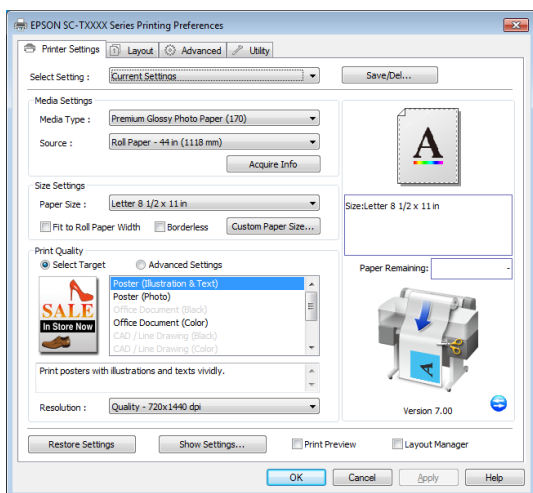 EPSON SC-TXXXX Series Printing Preferences
Printer Settings
Layout
Advanced
Utility
Select Setting :
Current Settings
Save/Del...
Media Settings
Media Type :
Premium Glossy Photo Paper (170)
Source :
Roll Paper - 44 in (1118 mm)
Acquire Info
A
Size Settings
Paper Size :
Letter 8 1/2 x 11 in
Fit to Roll Paper Width
Borderless
Custom Paper Size...
Size:Letter 8 1/2 x 11 in
Print Quality
Select Target
Advanced Settings
Paper Remaining:
-
SALE
In Store Now
Poster (Illustration & Text)
Poster (Photo)
Office Document (Black)
Office Document (Color)
CAD / Line Drawing (Black)
CAD / Line Drawing (Color)
Print posters with illustrations and texts vividly.
A
Resolution :
Quality - 720x1440 dpi
Version 7.00
Restore Settings
Show Settings...
Print Preview
Layout Manager
OK
Cancel
Apply
Help